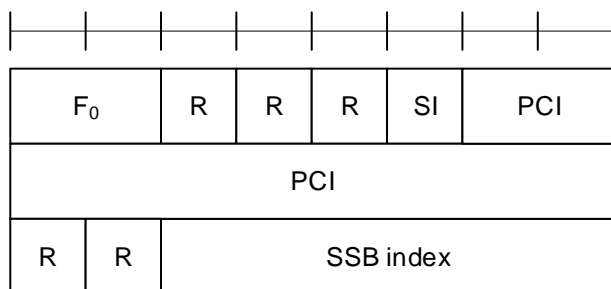 F₀ R R R SI PCI
PCI
R R SSB index